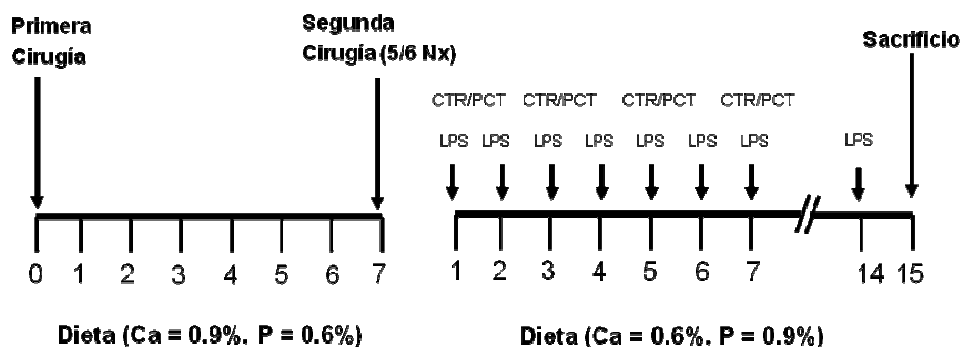 Primera
Cirugía
Segunda
Cirugía (5/6 Nx)
Sacrificio
CTR/PCT CTR/PCT CTR/PCT CTR/PCT
LPS LPS LPS LPS LPS LPS LPS LPS
0 1 2 3 4 5 6 7
1 2 3 4 5 6 7 14 15
Dieta (Ca = 0.9%. P = 0.6%)
Dieta (Ca = 0.6%. P = 0.9%)